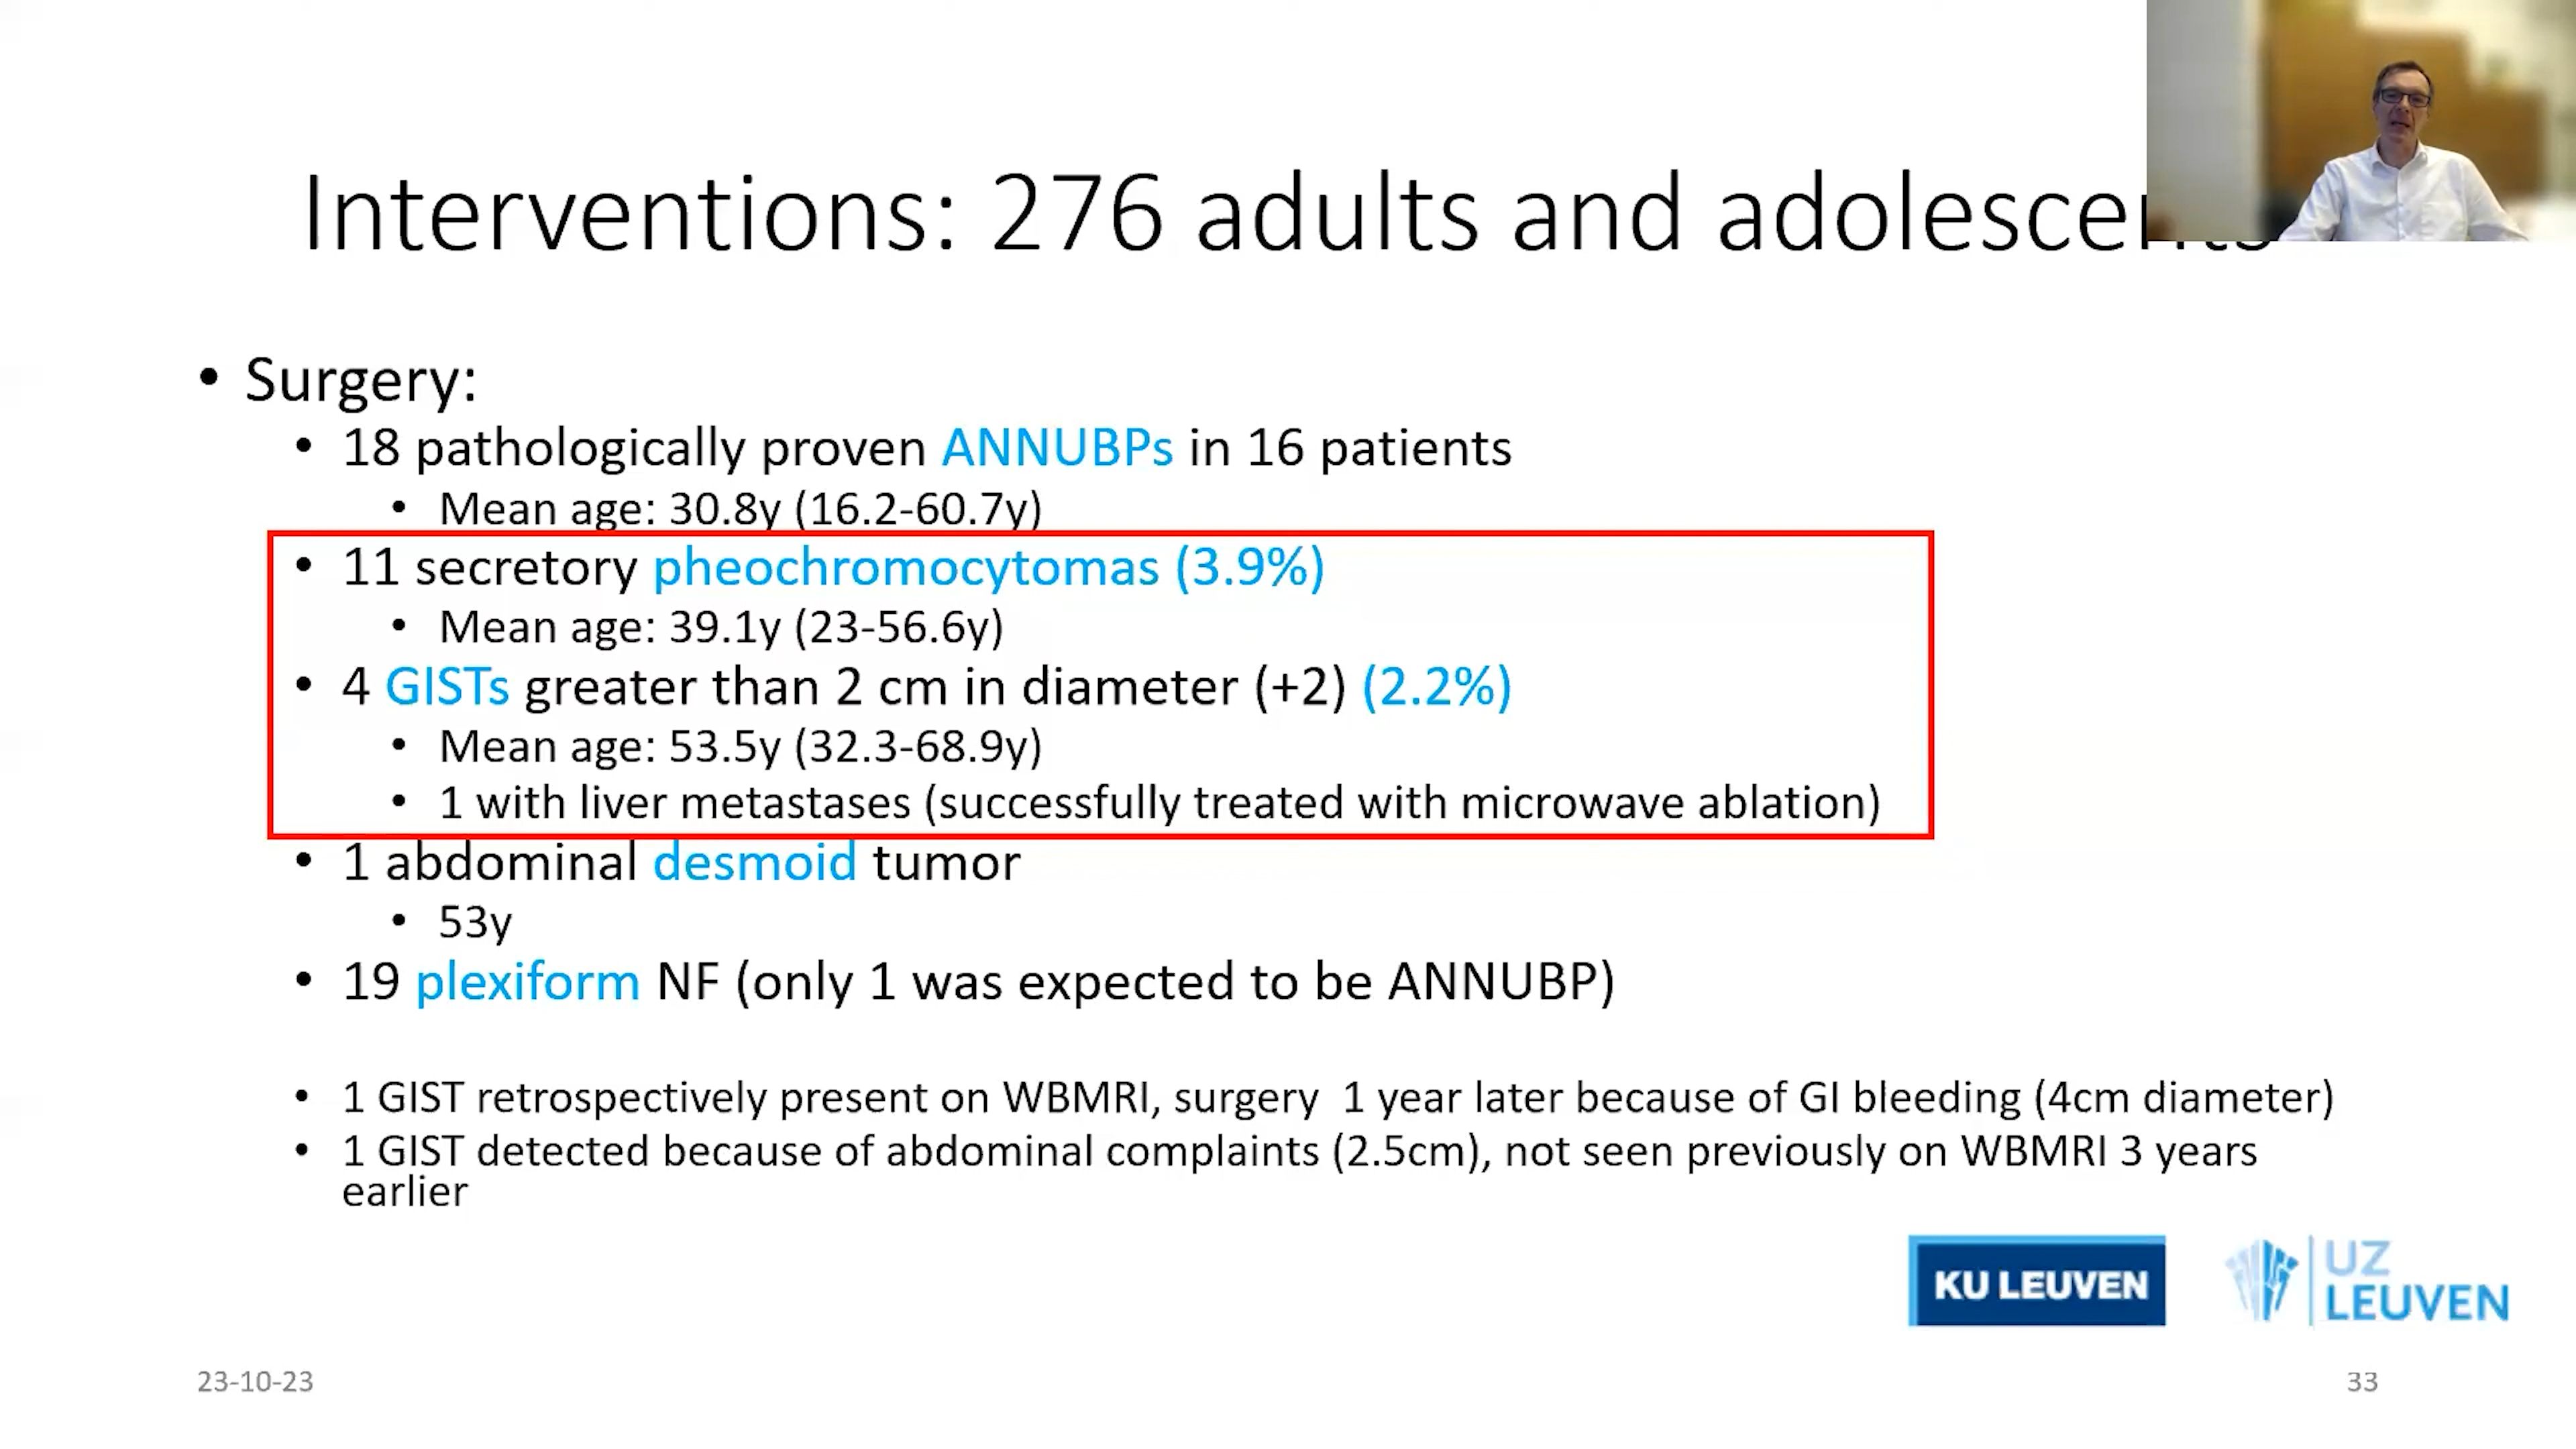 Interventions: 276 adults and adolescents
• Surgery:
• 18 pathologically proven ANNUBPs in 16 patients
• Mean age: 30.8y (16.2-60.7y)
• 11 secretory pheochromocytomas (3.9%)
• Mean age: 39.1y (23-56.6y)
• 4 GISTs greater than 2 cm in diameter (+2) (2.2%)
• Mean age: 53.5y (32.3-68.9y)
• 1 with liver metastases (successfully treated with microwave ablation)
• 1 abdominal desmoid tumor
• 53y
• 19 plexiform NF (only 1 was expected to be ANNUBP)
• 1 GIST retrospectively present on WBMRI, surgery 1 year later because of GI bleeding (4cm diameter)
• 1 GIST detected because of abdominal complaints (2.5cm), not seen previously on WBMRI 3 years
earlier
KU LEUVEN
UZ
LEUVEN
23-10-23
33